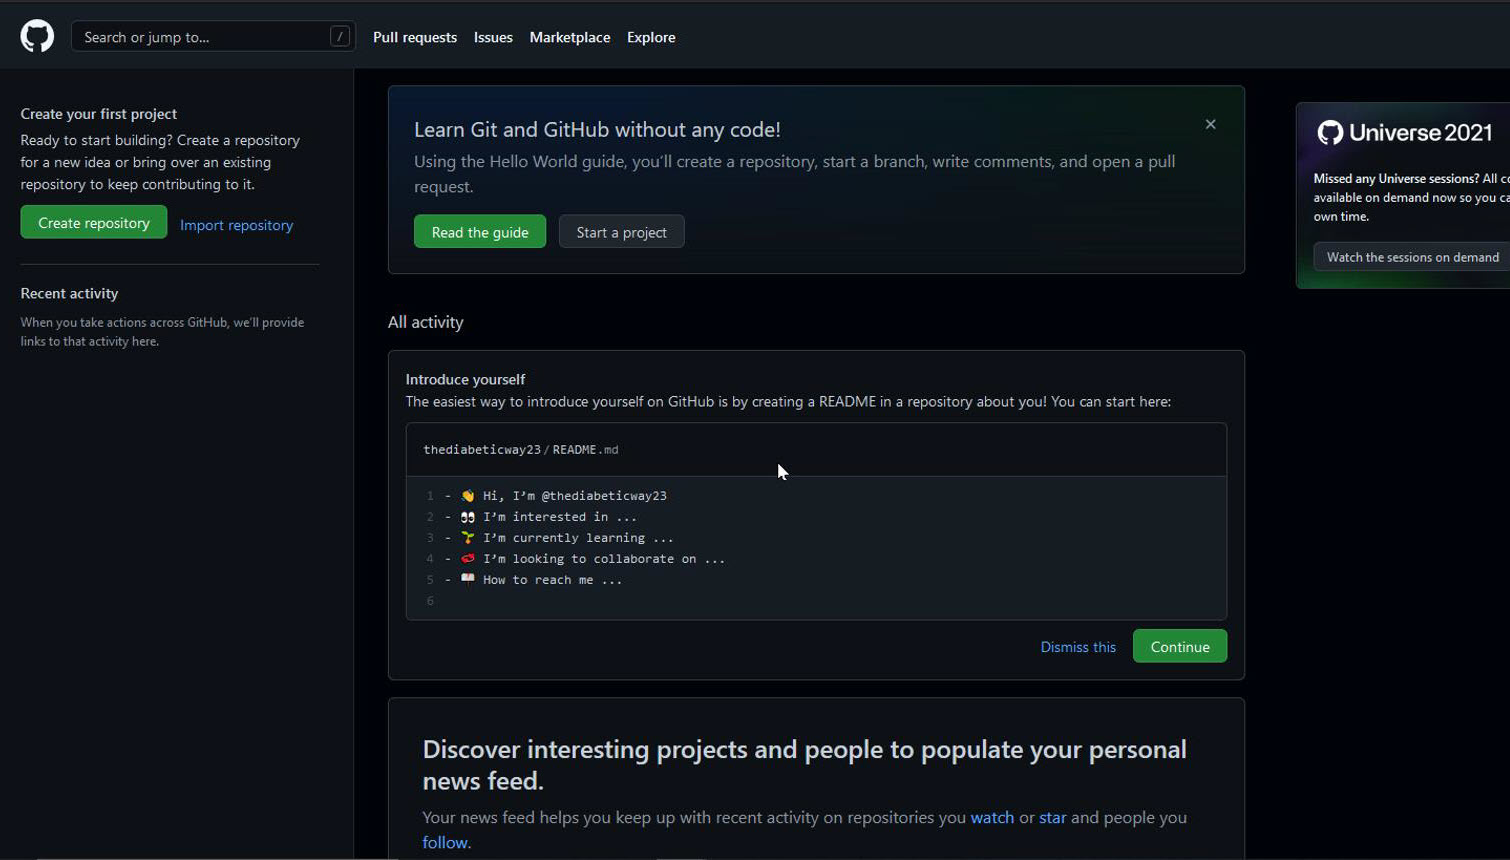 Search or jump to... /
Pull requests Issues Marketplace Explore
Create your first project
Ready to start building? Create a repository
for a new idea or bring over an existing
repository to keep contributing to it.
Create repository Import repository
Recent activity
When you take actions across GitHub, we'll provide
links to that activity here.
Learn Git and GitHub without any code!
Using the Hello World guide, you'll create a repository, start a branch, write comments, and open a pull
request.
Read the guide Start a project
All activity
Introduce yourself
The easiest way to introduce yourself on GitHub is by creating a README in a repository about you! You can start here:
thediabeticway23/README.md
1 - 👋 Hi, I'm @thediabeticway23
2 - 👀 I'm interested in ...
3 - 🌱 I'm currently learning ...
4 - 💞️ I'm looking to collaborate on ...
5 - 📫 How to reach me ...
6
Dismiss this Continue
Discover interesting projects and people to populate your personal
news feed.
Your news feed helps you keep up with recent activity on repositories you watch or star and people you
follow.
Universe 2021
Missed any Universe sessions? All
available on demand now so you
own time.
Watch the sessions on demand